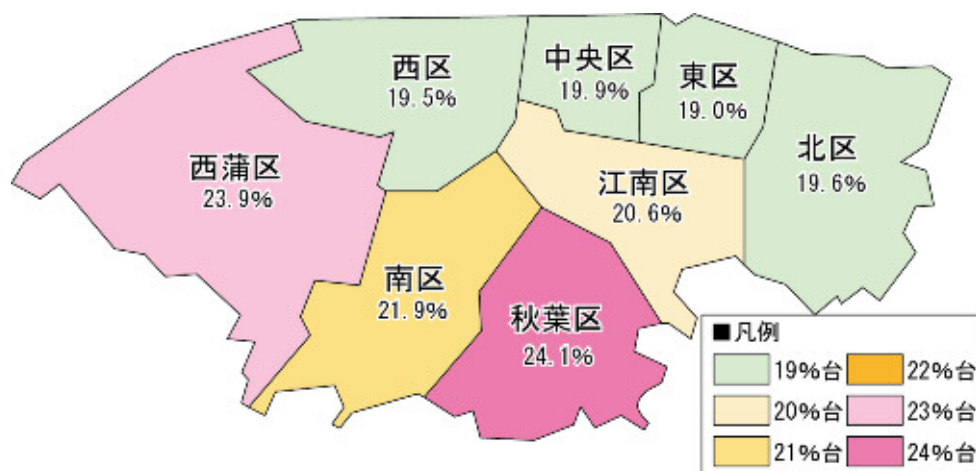 西区
19.5%
中央区
19.9%
東区
19.0%
北区
19.6%
西蒲区
23.9%
江南区
20.6%
南区
21.9%
秋葉区
24.1%
■凡例
19%台
22%台
20%台
23%台
21%台
24%台